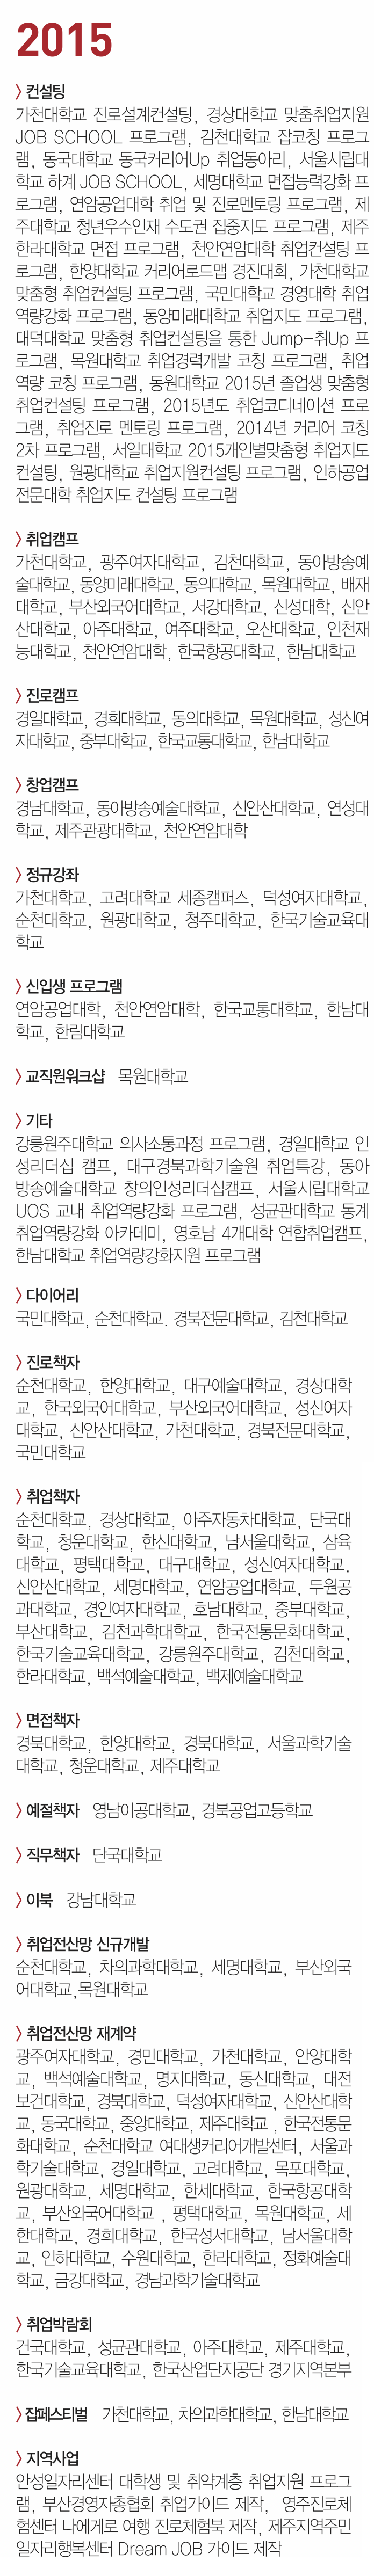 2015
> 컨설팅
가천대학교 진로설계컨설팅, 경상대학교 맞춤취업지원
JOB SCHOOL 프로그램, 김천대학교 잡코칭 프로그
램, 동국대학교 동국커리어Up 취업동아리, 서울시립대
학교 하계 JOB SCHOOL, 세명대학교 면접능력강화 프
로그램, 연암공업대학 취업 및 진로멘토링 프로그램, 제
주대학교 청년우수인재 수도권 집중지도 프로그램, 제주
한라대학교 면접 프로그램, 천안연암대학 취업컨설팅 프
로그램, 한양대학교 커리어로드맵 경진대회, 가천대학교
맞춤형 취업컨설팅 프로그램, 국민대학교 경영대학 취업
역량강화 프로그램, 동양미래대학교 취업지도 프로그램,
대덕대학교 맞춤형 취업컨설팅을 통한 Jump-취Up 프
로그램, 목원대학교 취업경력개발 코칭 프로그램, 취업
역량 코칭 프로그램, 동원대학교 2015년 졸업생 맞춤형
취업컨설팅 프로그램, 2015년도 취업코디네이션 프로
그램, 취업진로 멘토링 프로그램, 2014년 커리어 코칭
2차 프로그램, 서일대학교 2015개인별맞춤형 취업지도
컨설팅, 원광대학교 취업지원컨설팅 프로그램, 인하공업
전문대학 취업지도 컨설팅 프로그램
> 취업캠프
가천대학교, 광주여자대학교, 김천대학교, 동아방송예
술대학교, 동양미래대학교, 동의대학교, 목원대학교, 배재
대학교, 부산외국어대학교, 서강대학교, 신성대학, 신안
산대학교, 아주대학교, 여주대학교, 오산대학교, 인천재
능대학교, 천안연암대학, 한국항공대학교, 한남대학교
> 진로캠프
경일대학교, 경희대학교, 동의대학교, 목원대학교, 성신여
자대학교, 중부대학교, 한국교통대학교, 한남대학교
> 창업캠프
경남대학교, 동아방송예술대학교, 신안산대학교, 연성대
학교, 제주관광대학교, 천안연암대학
> 정규강좌
가천대학교, 고려대학교 세종캠퍼스, 덕성여자대학교,
순천대학교, 원광대학교, 청주대학교, 한국기술교육대
학교
> 신입생 프로그램
연암공업대학, 천안연암대학, 한국교통대학교, 한남대
학교, 한림대학교
> 교직원워크샵 목원대학교
> 기타
강릉원주대학교 의사소통과정 프로그램, 경일대학교 인
성리더십 캠프, 대구경북과학기술원 취업특강, 동아
방송예술대학교 창의인성리더십캠프, 서울시립대학교
UOS 교내 취업역량강화 프로그램, 성균관대학교 동계
취업역량강화 아카데미, 영호남 4개대학 연합취업캠프,
한남대학교 취업역량강화지원 프로그램
> 다이어리
국민대학교, 순천대학교. 경북전문대학교, 김천대학교
> 진로책자
순천대학교, 한양대학교, 대구예술대학교, 경상대학
교, 한국외국어대학교, 부산외국어대학교, 성신여자
대학교, 신안산대학교, 가천대학교, 경북전문대학교,
국민대학교
> 취업책자
순천대학교, 경상대학교, 아주자동차대학교, 단국대
학교, 청운대학교, 한신대학교, 남서울대학교, 삼육
대학교, 평택대학교, 대구대학교, 성신여자대학교.
신안산대학교, 세명대학교, 연암공업대학교, 두원공
과대학교, 경인여자대학교, 호남대학교, 중부대학교,
부산대학교, 김천과학대학교, 한국전통문화대학교,
한국기술교육대학교, 강릉원주대학교, 김천대학교,
한라대학교, 백석예술대학교, 백제예술대학교
> 면접책자
경북대학교, 한양대학교, 경북대학교, 서울과학기술
대학교, 청운대학교, 제주대학교
> 예절책자 영남이공대학교, 경북공업고등학교
> 직무책자 단국대학교
> 이북 강남대학교
> 취업전산망 신규개발
순천대학교, 차의과학대학교, 세명대학교, 부산외국
어대학교,목원대학교
> 취업전산망 재계약
광주여자대학교, 경민대학교, 가천대학교, 안양대학
교, 백석예술대학교, 명지대학교, 동신대학교, 대전
보건대학교, 경북대학교, 덕성여자대학교, 신안산대학
교, 동국대학교, 중앙대학교, 제주대학교 , 한국전통문
화대학교, 순천대학교 여대생커리어개발센터, 서울과
학기술대학교, 경일대학교, 고려대학교, 목포대학교,
원광대학교, 세명대학교, 한세대학교, 한국항공대학
교, 부산외국어대학교 , 평택대학교, 목원대학교, 세
한대학교, 경희대학교, 한국성서대학교, 남서울대학
교, 인하대학교, 수원대학교, 한라대학교, 정화예술대
학교, 금강대학교, 경남과학기술대학교
> 취업박람회
건국대학교, 성균관대학교, 아주대학교, 제주대학교,
한국기술교육대학교, 한국산업단지공단 경기지역본부
> 잡페스티벌 가천대학교, 차의과학대학교, 한남대학교
> 지역사업
안성일자리센터 대학생 및 취약계층 취업지원 프로그
램, 부산경영자총협회 취업가이드 제작, 영주진로체
험센터 나에게로 여행 진로체험북 제작, 제주지역주민
일자리행복센터 Dream JOB 가이드 제작